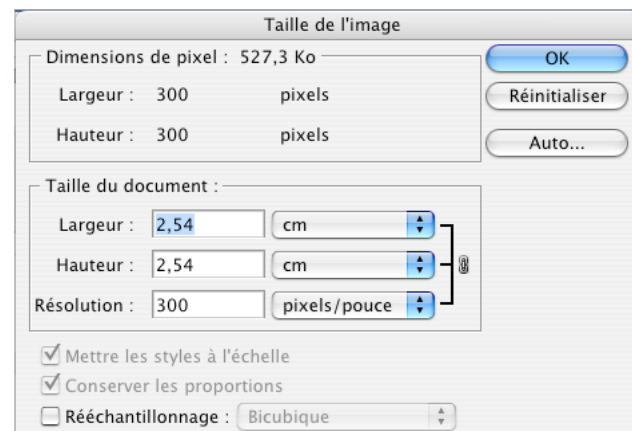 Taille de l'image
Dimensions de pixel : 527,3 Ko
OK
Largeur : 300 pixels
Réinitialiser
Hauteur : 300 pixels
Auto...
Taille du document :
Largeur : 2,54 cm
Hauteur : 2,54 cm
Résolution : 300 pixels/pouce
Mettre les styles à l'échelle
Conserver les proportions
Rééchantillonnage : Bicubique